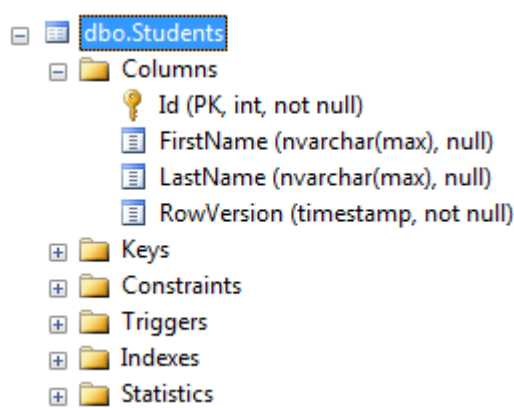 dbo.Students
Columns
Id (PK, int, not null)
FirstName (nvarchar(max), null)
LastName (nvarchar(max), null)
RowVersion (timestamp, not null)
Keys
Constraints
Triggers
Indexes
Statistics